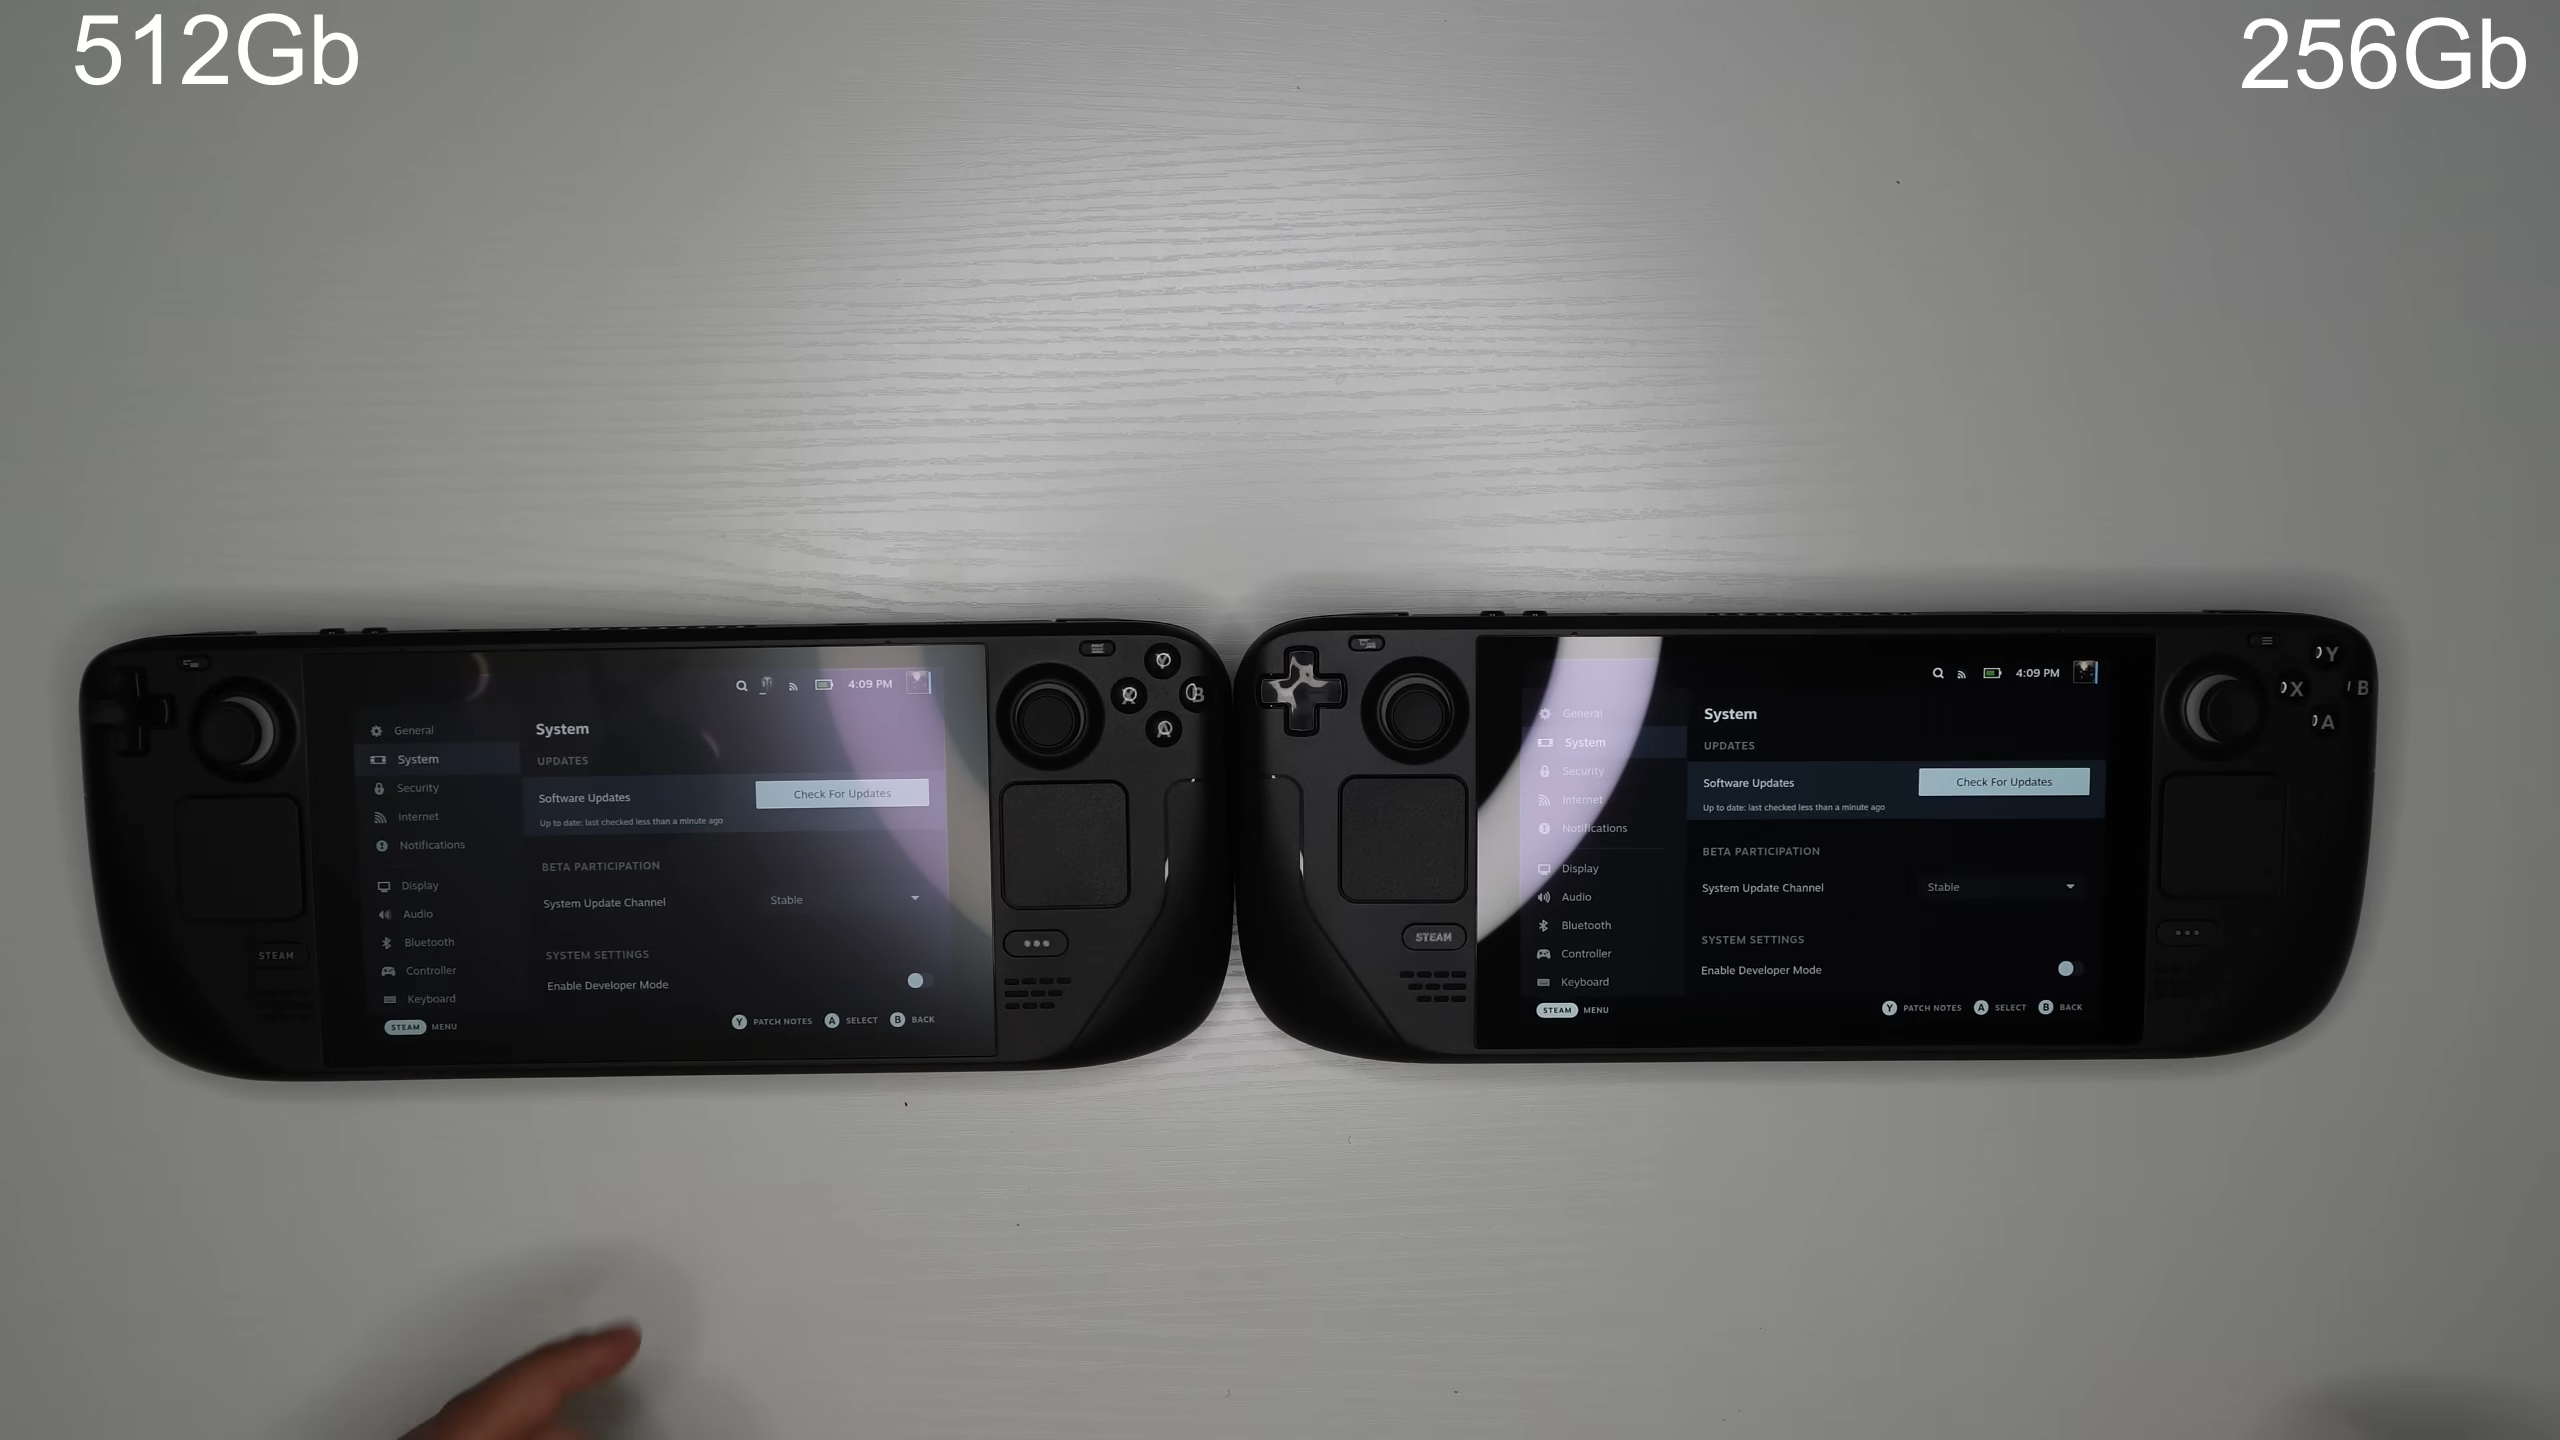 512Gb
256Gb
4:09 PM
General
System
Security
Internet
Notifications
Display
Audio
Bluetooth
Controller
Keyboard
System
UPDATES
Software Updates
Check For Updates
Up to date: last checked less than a minute ago
BETA PARTICIPATION
System Update Channel
Stable
SYSTEM SETTINGS
Enable Developer Mode
STEAM MENU
Y PATCH NOTES A SELECT B BACK
STEAM
Y
X
B
A
4:09 PM
General
System
Security
Internet
Notifications
Display
Audio
Bluetooth
Controller
Keyboard
System
UPDATES
Software Updates
Check For Updates
Up to date: last checked less than a minute ago
BETA PARTICIPATION
System Update Channel
Stable
SYSTEM SETTINGS
Enable Developer Mode
STEAM MENU
Y PATCH NOTES A SELECT B BACK
STEAM
Y
X
B
A